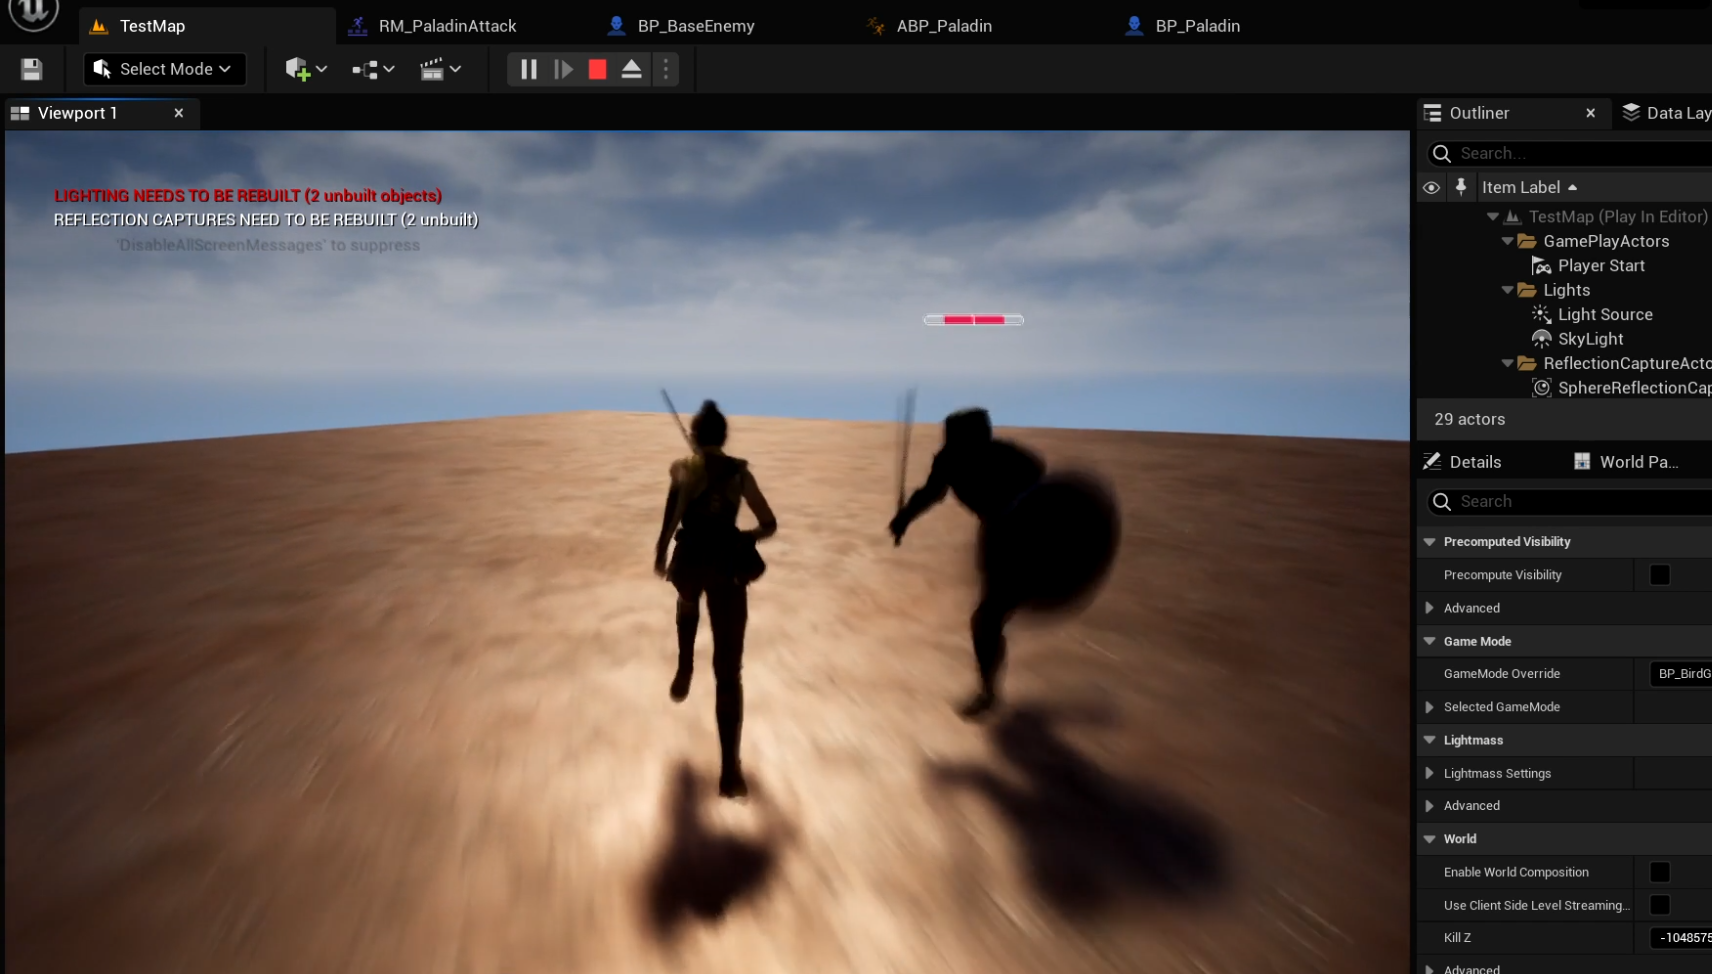 TestMap
RM_PaladinAttack
BP_BaseEnemy
ABP_Paladin
BP_Paladin
Select Mode
Viewport 1
Outliner
Data Lay
LIGHTING NEEDS TO BE REBUILT (2 unbuilt objects)
REFLECTION CAPTURES NEED TO BE REBUILT (2 unbuilt)
'DisableAllScreenMessages' to suppress
Search...
Item Label
TestMap (Play In Editor)
GamePlayActors
Player Start
Lights
Light Source
SkyLight
ReflectionCaptureActo
SphereReflectionCap
29 actors
Details
World Pa...
Search
Precomputed Visibility
Precompute Visibility
Advanced
Game Mode
GameMode Override
BP_BirdG
Selected GameMode
Lightmass
Lightmass Settings
Advanced
World
Enable World Composition
Use Client Side Level Streaming...
Kill Z
-1048575
Advanced